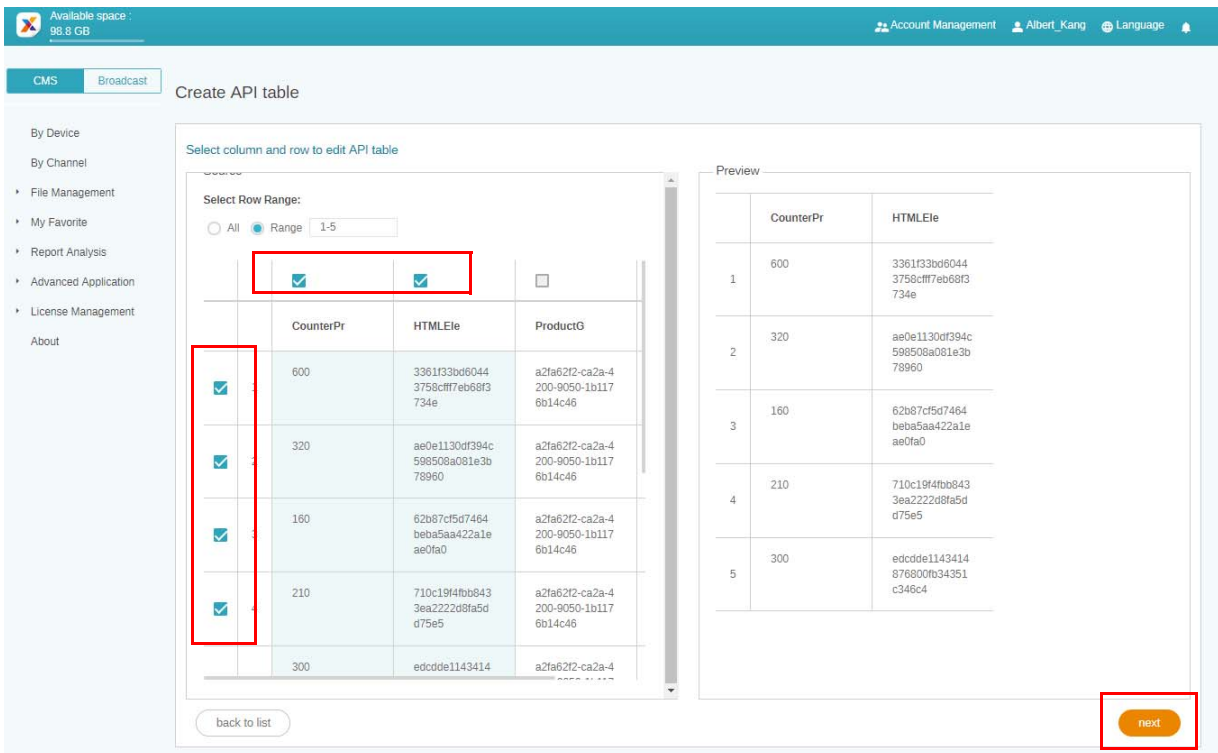 Available space :
98.8 GB
Account Management
Albert_Kang
Language
CMS
Broadcast
By Device
By Channel
File Management
My Favorite
Report Analysis
Advanced Application
License Management
About
Create API table
Select column and row to edit API table
Source
Select Row Range:
All
Range
1-5
CounterPr HTMLEle ProductG
600 3361f33bd6044 a2fa62f2-ca2a-4
3758cfff7eb68f3 200-9050-1b117
734e 6b14c46
320 ae0e1130df394c a2fa62f2-ca2a-4
598508a081e3b 200-9050-1b117
78960 6b14c46
160 62b87cf5d7464 a2fa62f2-ca2a-4
beba5aa422a1e 200-9050-1b117
ae0fa0 6b14c46
210 710c19f4fbb843 a2fa62f2-ca2a-4
3ea2222d8fa5d 200-9050-1b117
d75e5 6b14c46
300 edcdde1143414 a2fa62f2-ca2a-4
back to list
Preview
CounterPr HTMLEle
1 600 3361f33bd6044
3758cfff7eb68f3
734e
2 320 ae0e1130df394c
598508a081e3b
78960
3 160 62b87cf5d7464
beba5aa422a1e
ae0fa0
4 210 710c19f4fbb843
3ea2222d8fa5d
d75e5
5 300 edcdde1143414
876800fb34351
c346c4
next